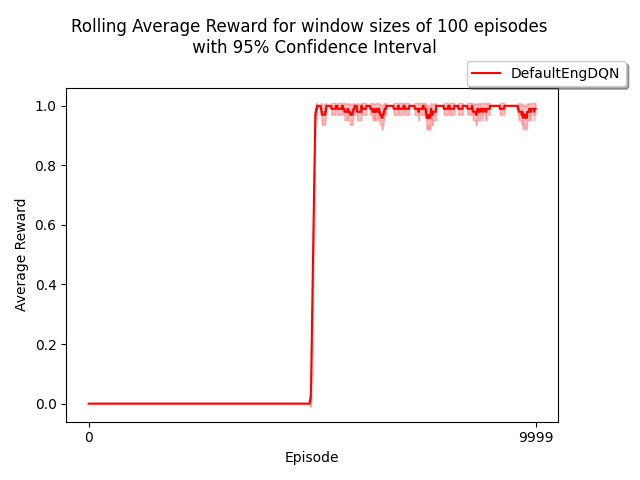 Rolling Average Reward for window sizes of 100 episodes
with 95% Confidence Interval
DefaultEngDQN
1.0
0.8
0.6
0.4
0.2
0.0
Average Reward
0
9999
Episode